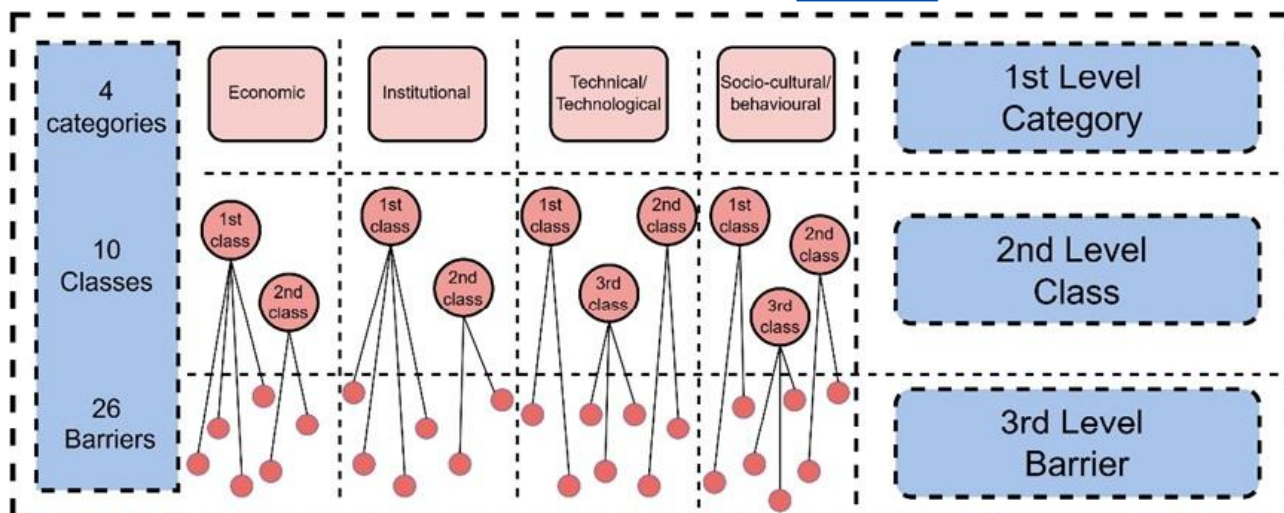 4
categories
Economic
Institutional
Technical/
Technological
Socio-cultural/
behavioural
1st Level
Category
10
Classes
1st
class
2nd
class
1st
class
2nd
class
1st
class
3rd
class
2nd
class
1st
class
3rd
class
2nd
class
2nd Level
Class
26
Barriers
3rd Level
Barrier